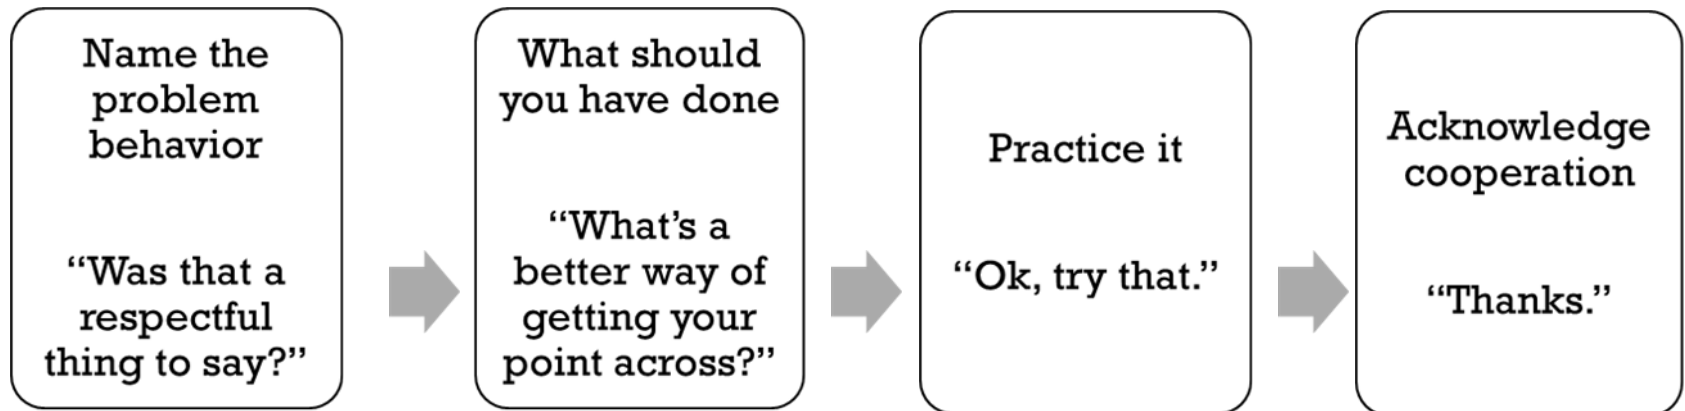 Name the
problem
behavior
“Was that a
respectful
thing to say?”
What should
you have done
“What’s a
better way of
getting your
point across?”
Practice it
“Ok, try that.”
Acknowledge
cooperation
“Thanks.”